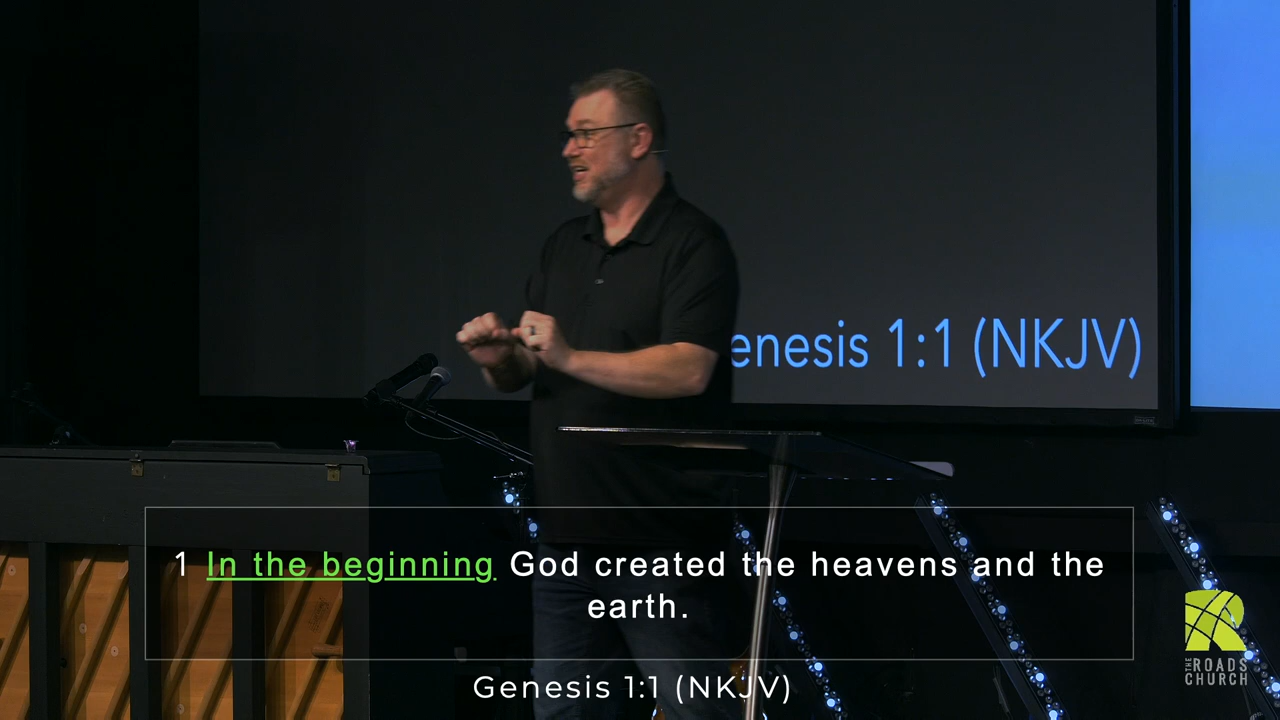 enesis 1:1 (NKJV)
1 In the beginning God created the heavens and the
earth.
Genesis 1:1 (NKJV)
THE ROADS
CHURCH